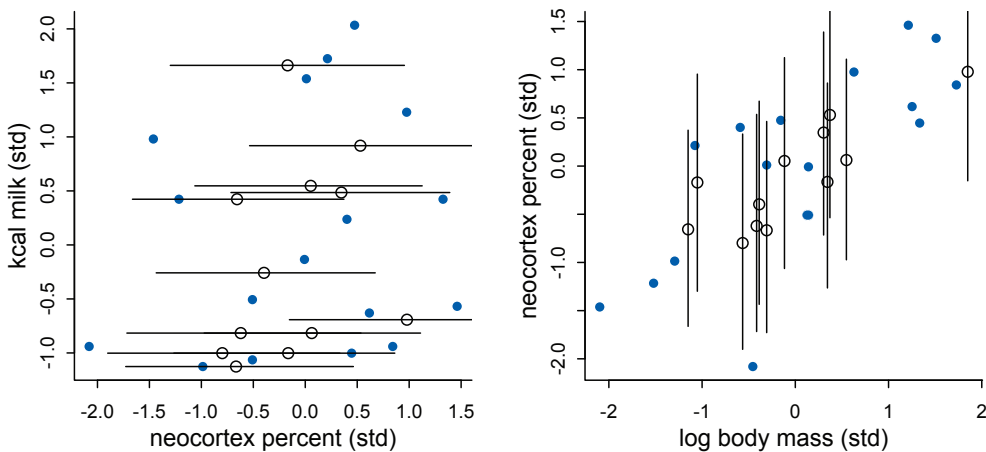 2.0
1.5
1.0
0.5
0.0
-0.5
-1.0
kcal milk (std)
-2.0 -1.5 -1.0 -0.5 0.0 0.5 1.0 1.5
neocortex percent (std)
1.5
1.0
0.5
0.0
-1.0
-2.0
neocortex percent (std)
-2 -1 0 1 2
log body mass (std)